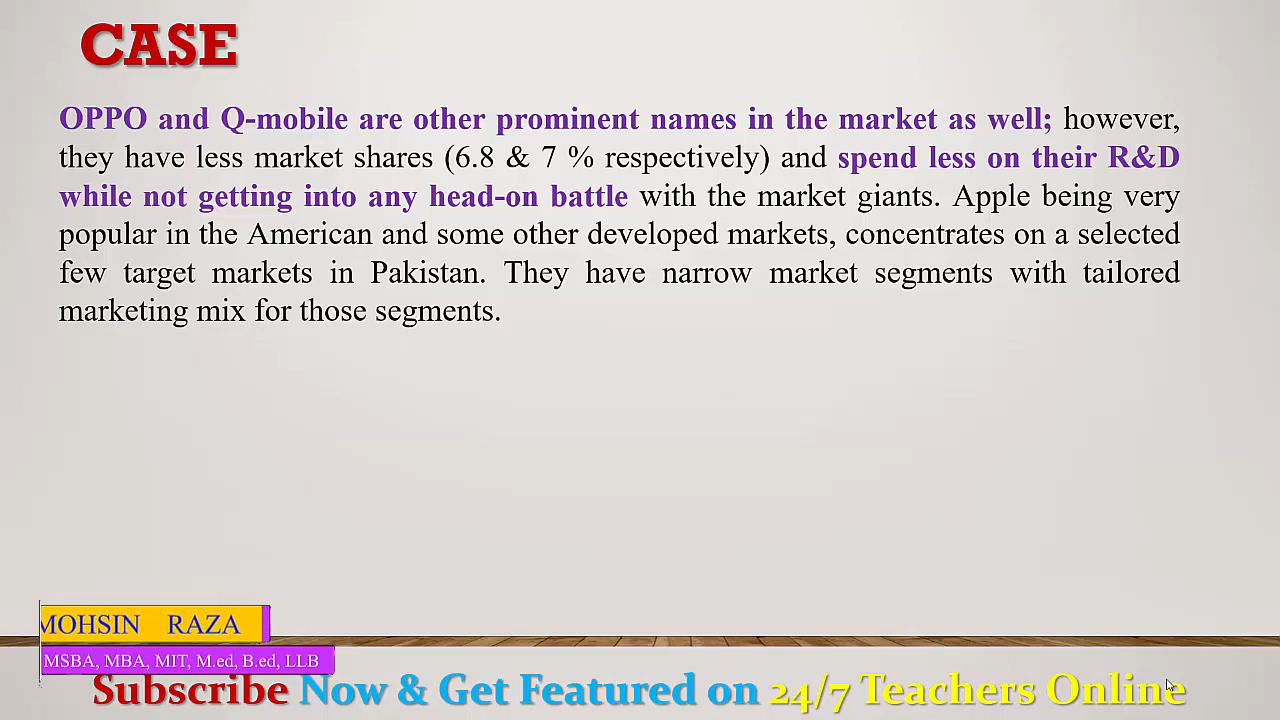 CASE
OPPO and Q-mobile are other prominent names in the market as well; however,
they have less market shares (6.8 & 7 % respectively) and spend less on their R&D
while not getting into any head-on battle with the market giants. Apple being very
popular in the American and some other developed markets, concentrates on a selected
few target markets in Pakistan. They have narrow market segments with tailored
marketing mix for those segments.
MOHSIN RAZA
MSBA, MBA, MIT, M.ed, B.ed, LLB
Subscribe Now & Get Featured on 24/7 Teachers Online